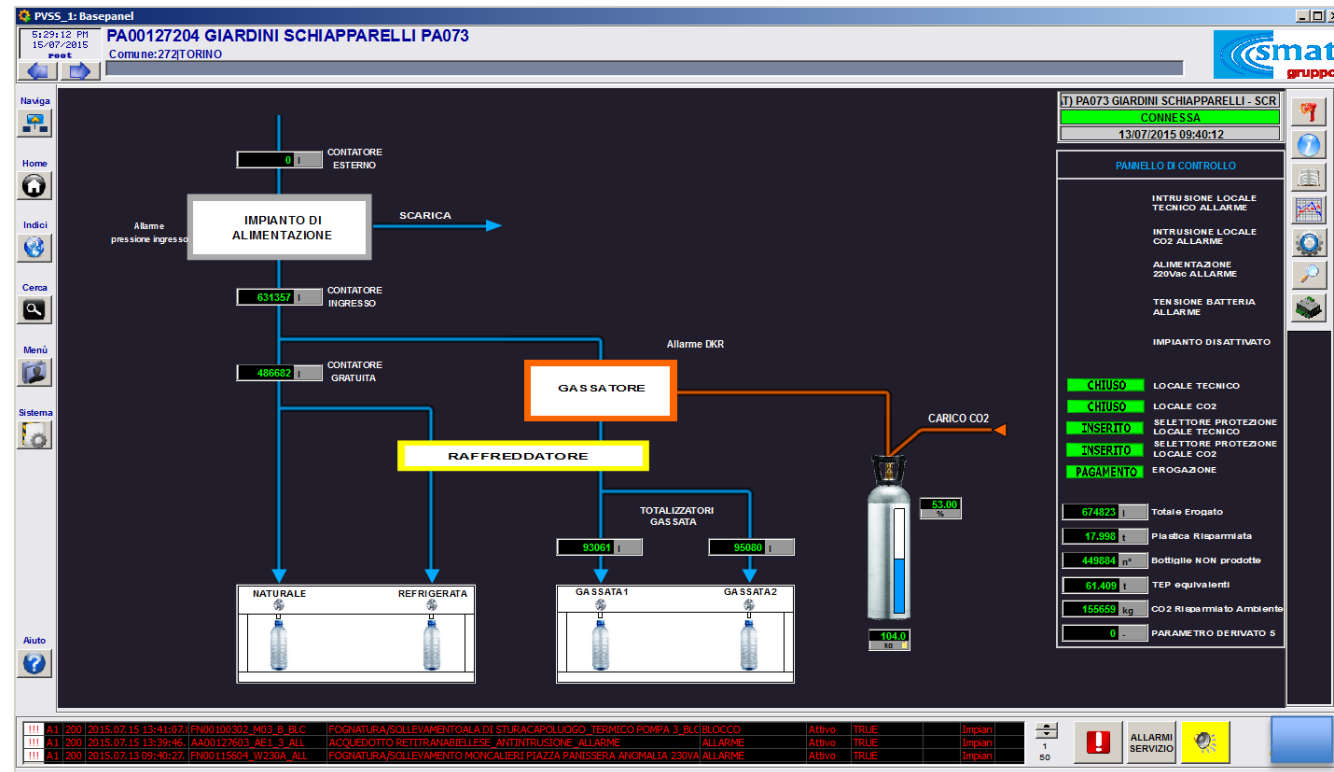 PVSS_1: Basepanel
5:29:12 PM
15/07/2015
root
PA00127204 GIARDINI SCHIAPPARELLI PA073
Comune:272|TORINO
smat
gruppo
Naviga
Home
Indici
Cerca
Menù
Sistema
Aiuto
0 l
CONTATORE
ESTERNO
IMPIANTO DI
ALIMENTAZIONE
Allarme
pressione ingresso
SCARICA
631357 l
CONTATORE
INGRESSO
486682 l
CONTATORE
GRATUITA
Allarme DKR
GASSATORE
RAFFREDDATORE
CARICO CO2
53.00
%
TOTALIZZATORI
GASSATA
93061 l
95080 l
NATURALE
REFRIGERATA
GASSATA1
GASSATA2
104.0
kg
T) PA073 GIARDINI SCHIAPPARELLI - SCR
CONNESSA
13/07/2015 09:40:12
PANNELLO DI CONTROLLO
INTRUSIONE LOCALE
TECNICO ALLARME
INTRUSIONE LOCALE
CO2 ALLARME
ALIMENTAZIONE
220Vac ALLARME
TENSIONE BATTERIA
ALLARME
IMPIANTO DISATTIVATO
CHIUSO LOCALE TECNICO
CHIUSO LOCALE CO2
INSERITO SELETTORE PROTEZIONE
LOCALE TECNICO
INSERITO SELETTORE PROTEZIONE
LOCALE CO2
PAGAMENTO EROGAZIONE
674823 l Totale Erogato
17.998 t Plastica Risparmiata
449884 n° Bottiglie NON prodotte
61.409 t TEP equivalenti
155659 kg CO2 Risparmiato Ambiente
0 - PARAMETRO DERIVATO 5
!!! A1 200 2015.07.15 13:41:07. FN00100302_M03_B_BLC FOGNATURA/SOLLEVAMENTOALA DI STURACAPOLUOGO_TERMICO POMPA 3_BLC BLOCCO Attivo TRUE Impian
!!! A1 200 2015.07.15 13:39:46. AA00127603_AE1_3_ALL ACQUEDOTTO RETITRANABIELLESE_ANTINTRUSIONE_ALLARME ALLARME Attivo TRUE Impian
!!! A1 200 2015.07.13 09:40:27. FN00115604_W230A_ALL FOGNATURA/SOLLEVAMENTO MONCALIERI PIAZZA PANISSERA ANOMALIA 230VA ALLARME Attivo TRUE Impian
1
50
ALLARMI
SERVIZIO